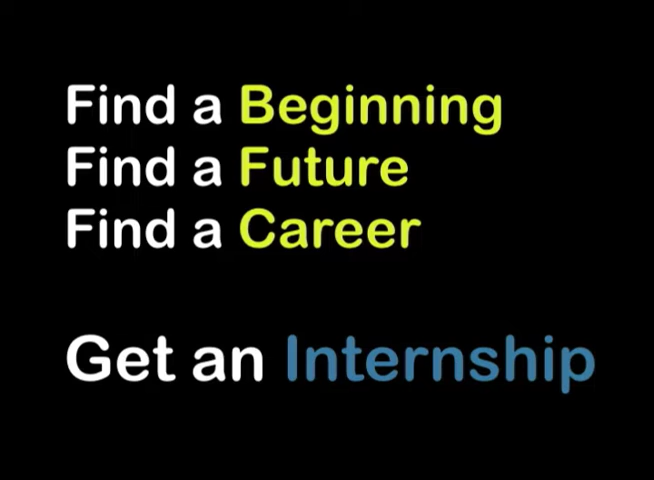 Find a Beginning
Find a Future
Find a Career
Get an Internship